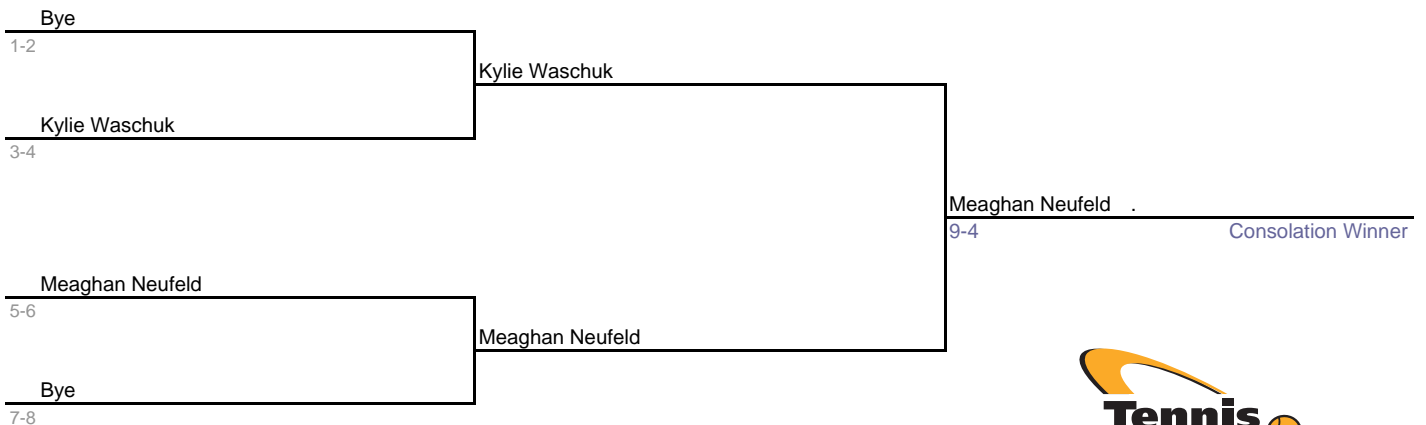 Bye
1-2
Kylie Waschuk
Kylie Waschuk
3-4
Meaghan Neufeld .
9-4 Consolation Winner
Meaghan Neufeld
5-6
Meaghan Neufeld
Bye
7-8
Tennis